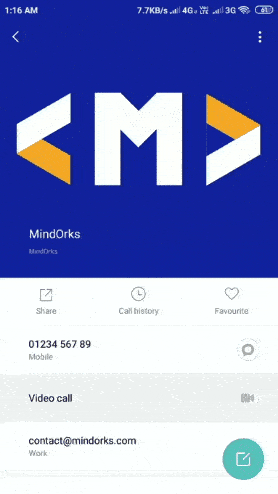 1:16 AM 7.7KB/s 4G Vo LTE 3G 61
<M>
MindOrks
MindOrks
Share Call history Favourite
01234 567 89
Mobile
Video call
contact@mindorks.com
Work